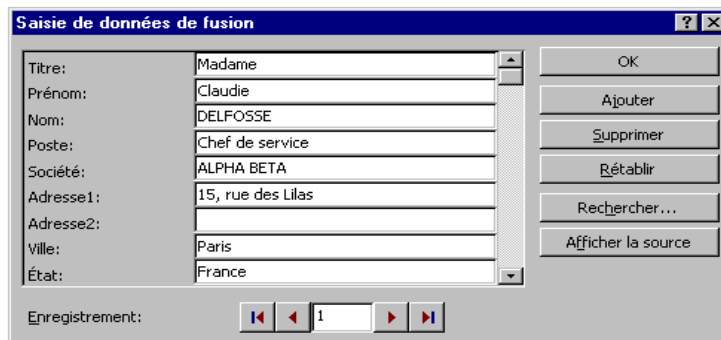 Saisie de données de fusion
Titre: Madame
Prénom: Claudie
Nom: DELFOSSE
Poste: Chef de service
Société: ALPHA BETA
Adresse1: 15, rue des Lilas
Adresse2:
Ville: Paris
État: France
OK
Ajouter
Supprimer
Rétablir
Rechercher...
Afficher la source
Enregistrement: 1